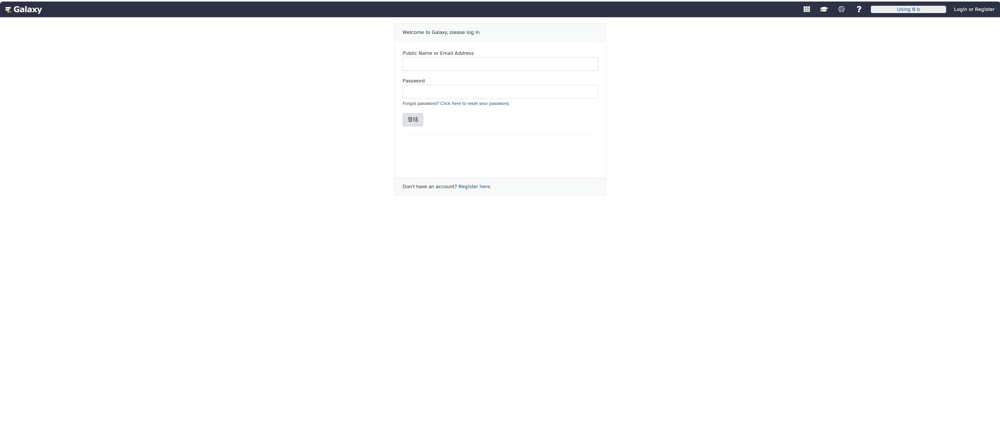 Galaxy
? Using 0 b Login or Register
Welcome to Galaxy, please log in
Public Name or Email Address
Password
Forgot password? Click here to reset your password.
登陆
Don't have an account? Register here.